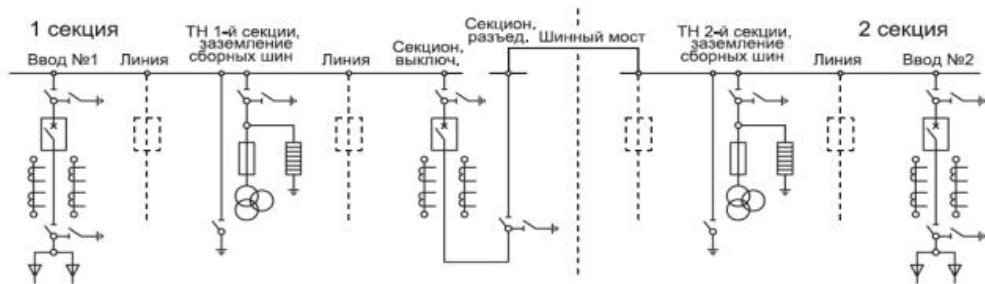 1 секция
Ввод №1
Линия
ТН 1-й секции,
заземление
сборных шин
Линия
Секцион,
выключ,
Секцион,
разъед,
Шинный мост
ТН 2-й секции,
заземление
сборных шин
Линия
2 секция
Ввод №2